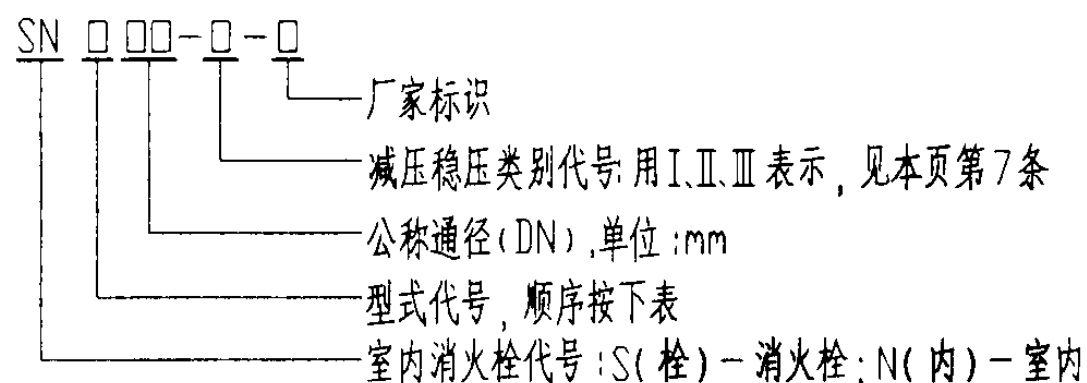 SN □ □□-□-□
厂家标识
减压稳压类别代号:用Ⅰ、Ⅱ、Ⅲ表示,见本页第7条
公称通径(DN),单位:mm
型式代号,顺序按下表
室内消火栓代号:S(栓)-消火栓;N(内)-室内